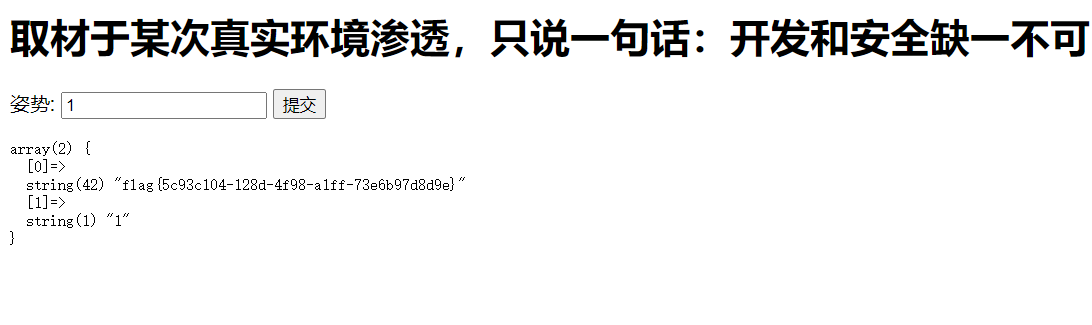 取材于某次真实环境渗透，只说一句话：开发和安全缺一不可
姿势: 1 提交
array(2) {
  [0]=>
  string(42) "flag{5c93c104-128d-4f98-a1ff-73e6b97d8d9e}"
  [1]=>
  string(1) "1"
}